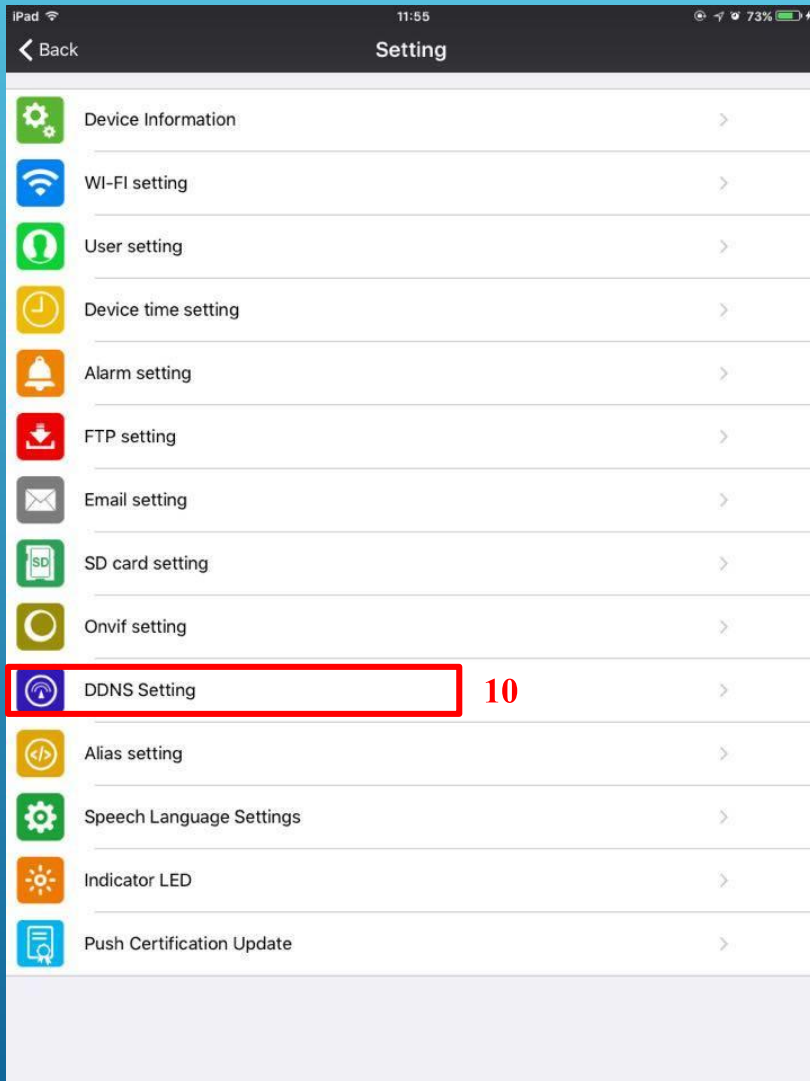 iPad 11:55 73%
Back Setting
Device Information
WI-FI setting
User setting
Device time setting
Alarm setting
FTP setting
Email setting
SD SD card setting
Onvif setting
DDNS Setting 10
Alias setting
Speech Language Settings
Indicator LED
Push Certification Update